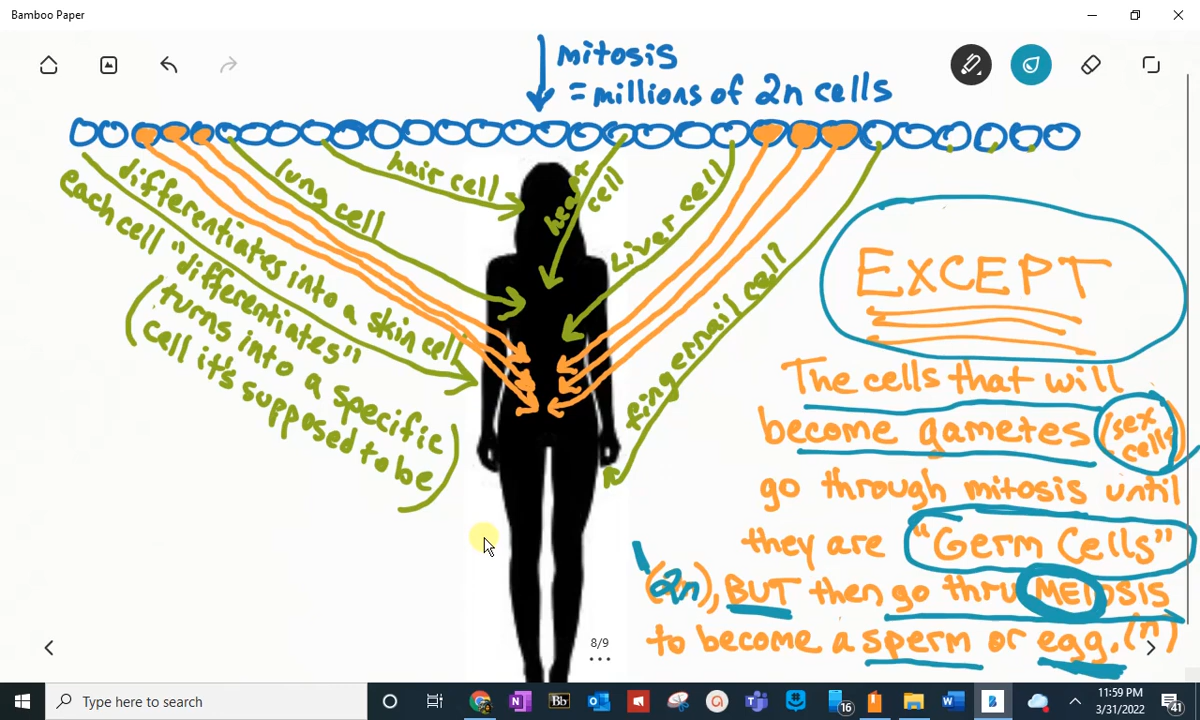 Bamboo Paper
mitosis
= millions of 2n cells
hair cell
heart
cell
lung cell
Liver cell
fingernail cell
differentiates into a skin cell
each cell "differentiates"
(turns into a specific
cell it's supposed to be)
EXCEPT
The cells that will
become gametes (sex
cells)
go through mitosis until
they are "Germ Cells"
(2n), BUT then go thru MEIOSIS
to become a sperm or egg. (n)
8/9
Type here to search
Bb
16
11:59 PM
3/31/2022
41